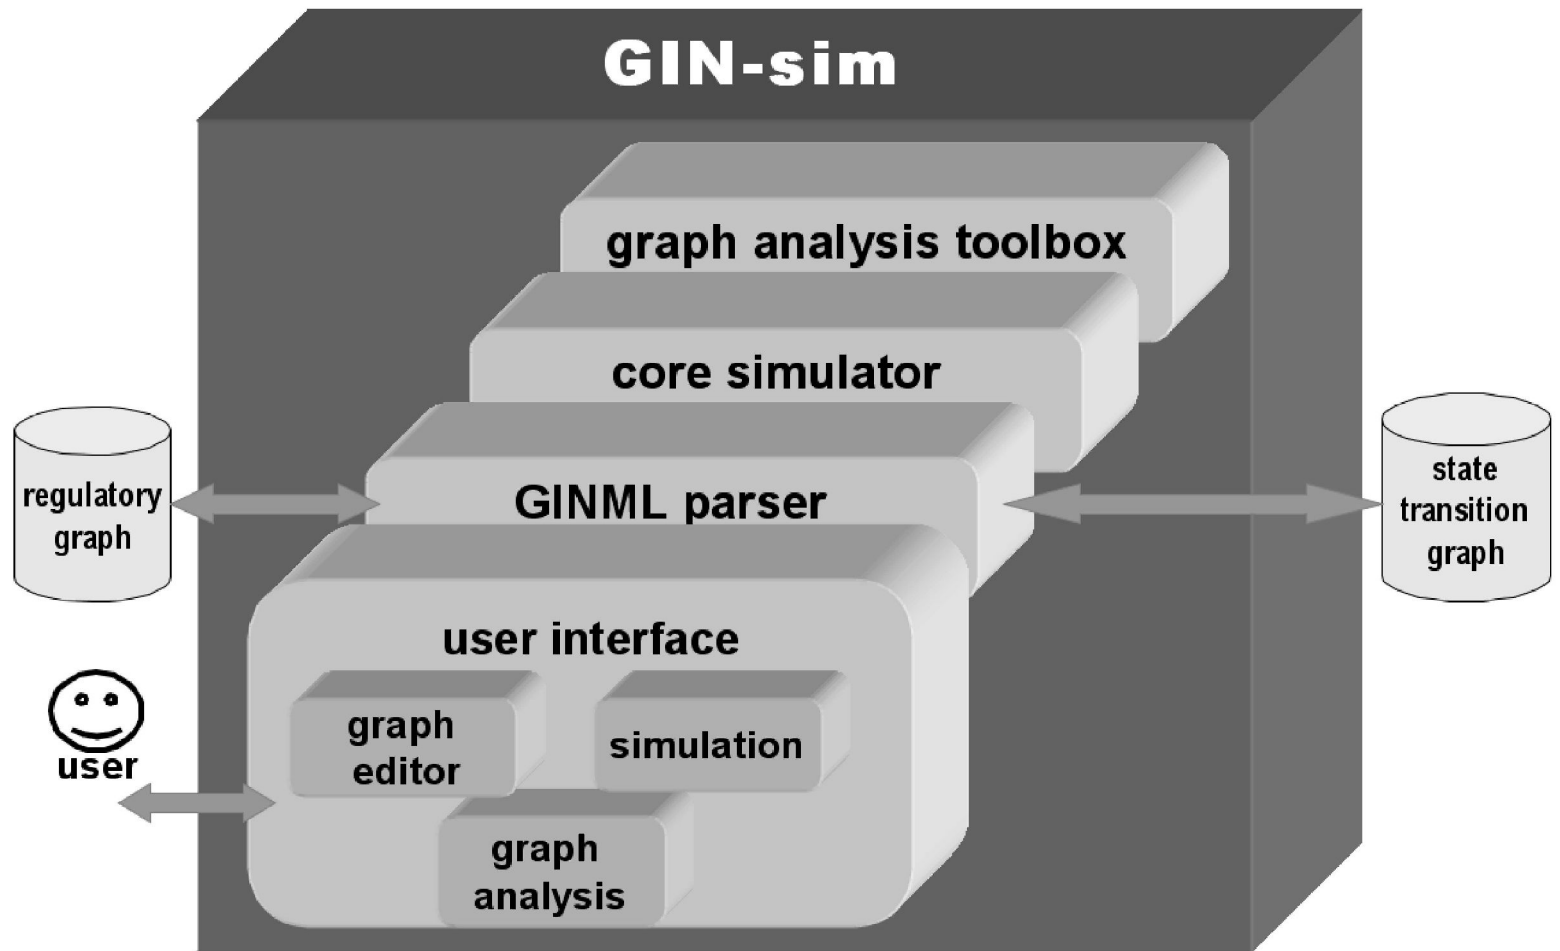 GIN-sim
graph analysis toolbox
core simulator
GINML parser
regulatory
graph
state
transition
graph
user interface
graph
editor
simulation
graph
analysis
user